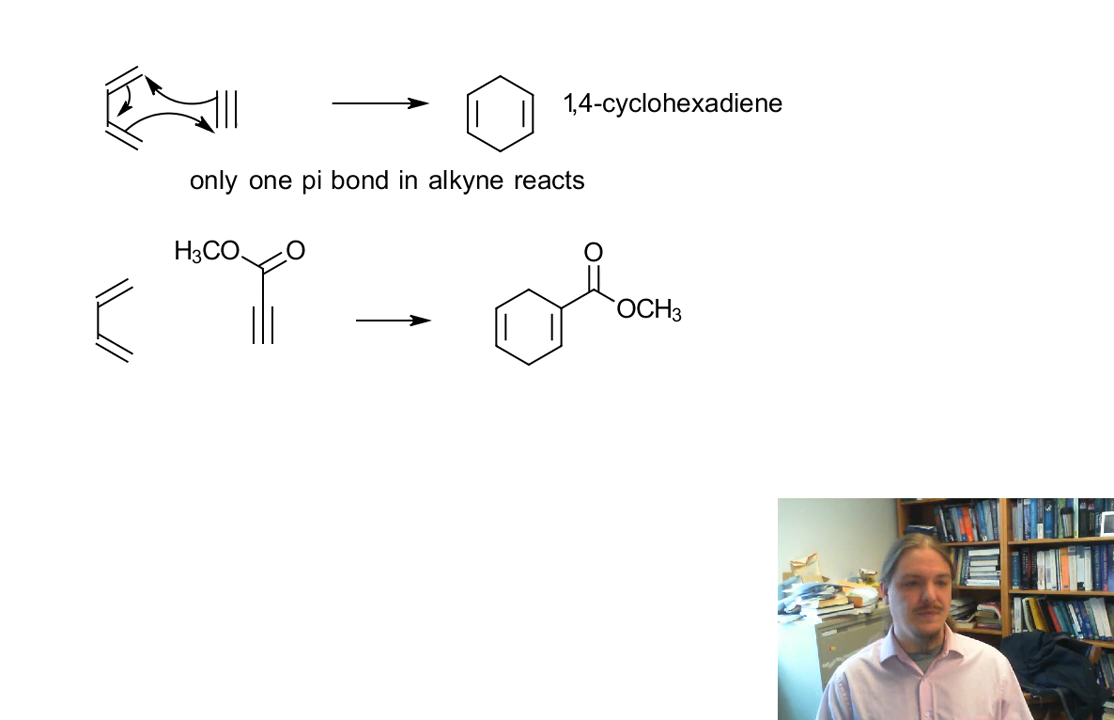 1,4-cyclohexadiene
only one pi bond in alkyne reacts
H₃CO O
O
OCH₃